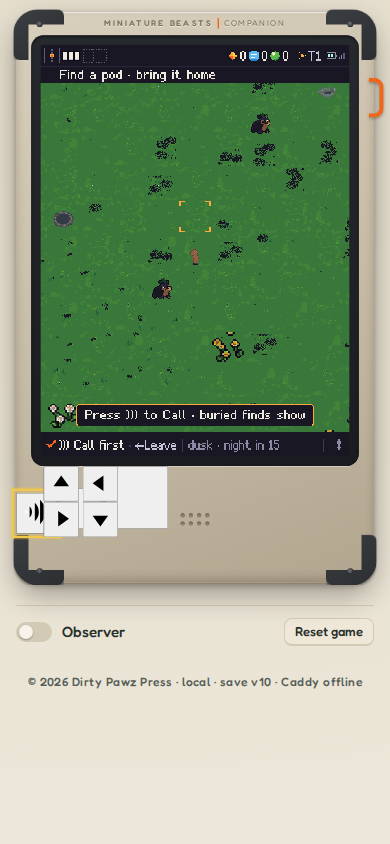 MINIATURE BEASTS | COMPANION
0 0 0 T1
Find a pod · bring it home
Press ))) to Call · buried finds show
))) Call first · ←Leave | dusk · night in 15
Observer
Reset game
© 2026 Dirty Pawz Press · local · save v10 · Caddy offline